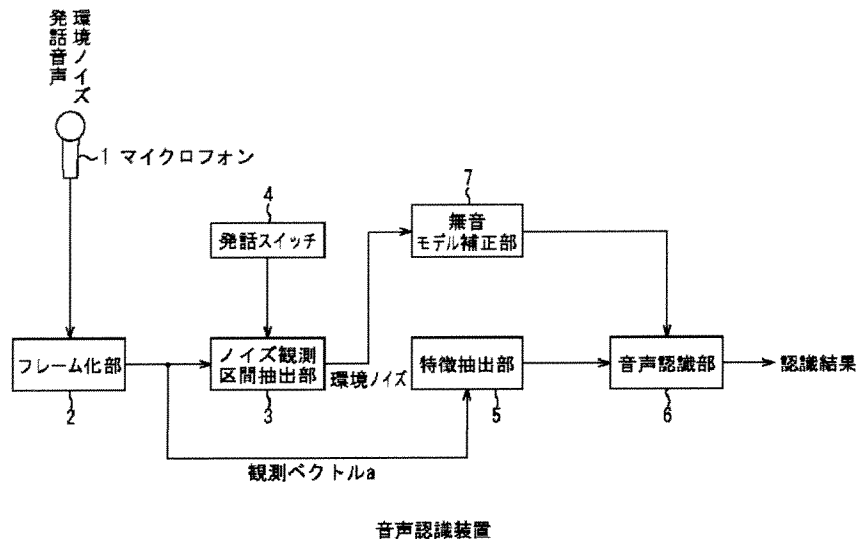 環境ノイズ
発話音声
1 マイクロフォン
4
発話スイッチ
7
無音
モデル補正部
フレーム化部
2
ノイズ観測
区間抽出部
3
環境ノイズ
特徴抽出部
5
音声認識部
6
認識結果
観測ベクトルa
音声認識装置